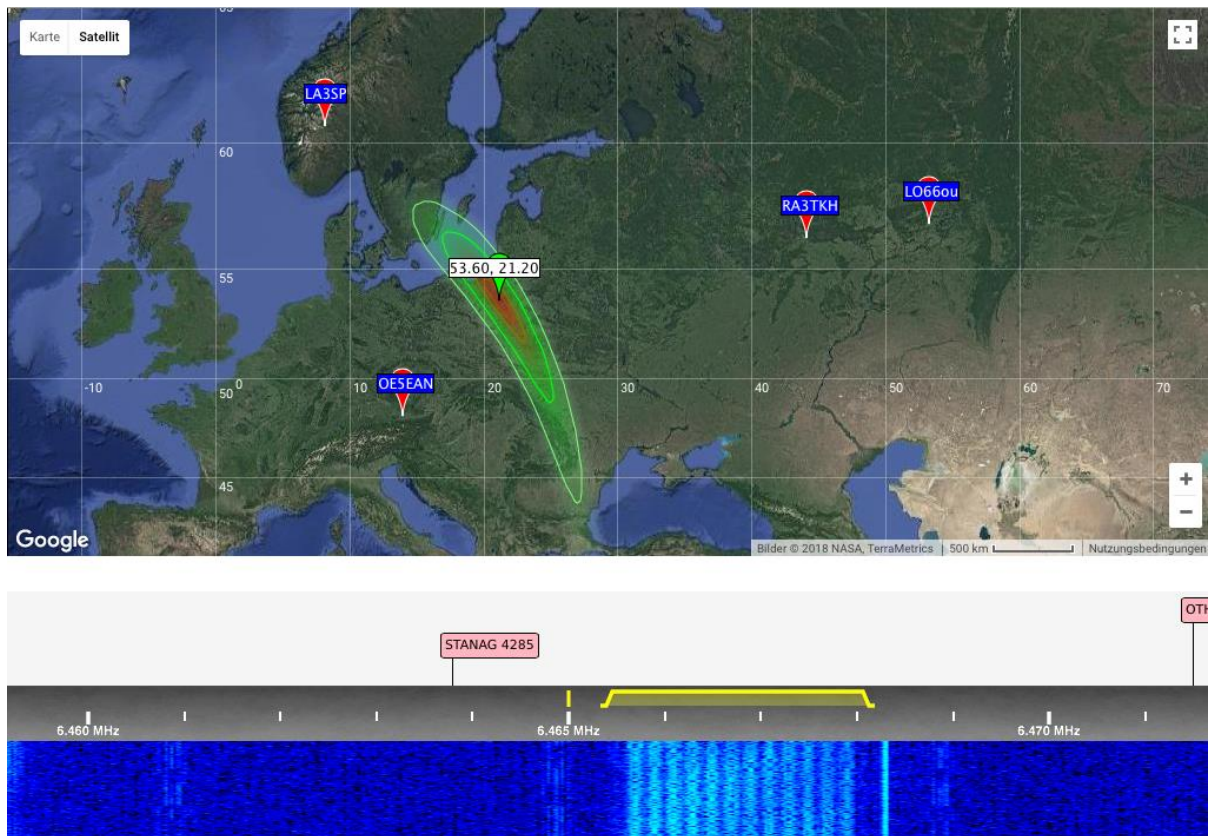 65
Karte Satellit
LA3SP
60
LO66ou
RA3TKH
55
53.60, 21.20
OE5EAN
-10 0 10 20 30 40 50 60 70
50
45
Google
Bilder © 2018 NASA, TerraMetrics 500 km Nutzungsbedingungen
OTH
STANAG 4285
6.460 MHz 6.465 MHz 6.470 MHz